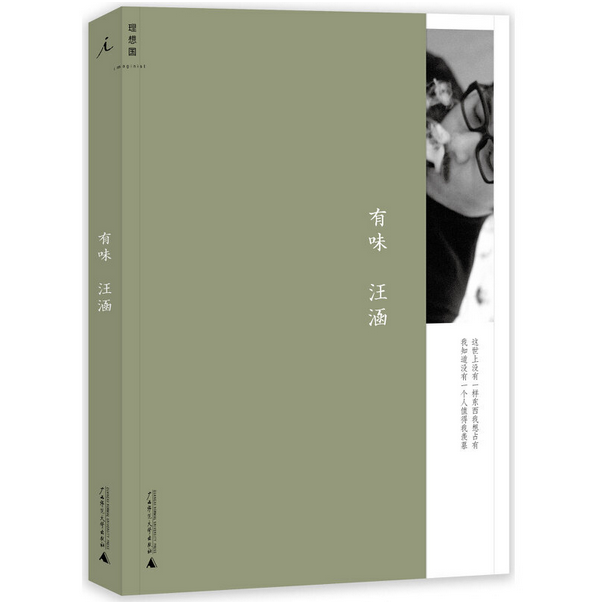 理想国
imaginist
有味 汪涵
广西师范大学出版社
有味 汪涵
这世上没有一样东西我想占有
我知道没有一个人值得我羡慕